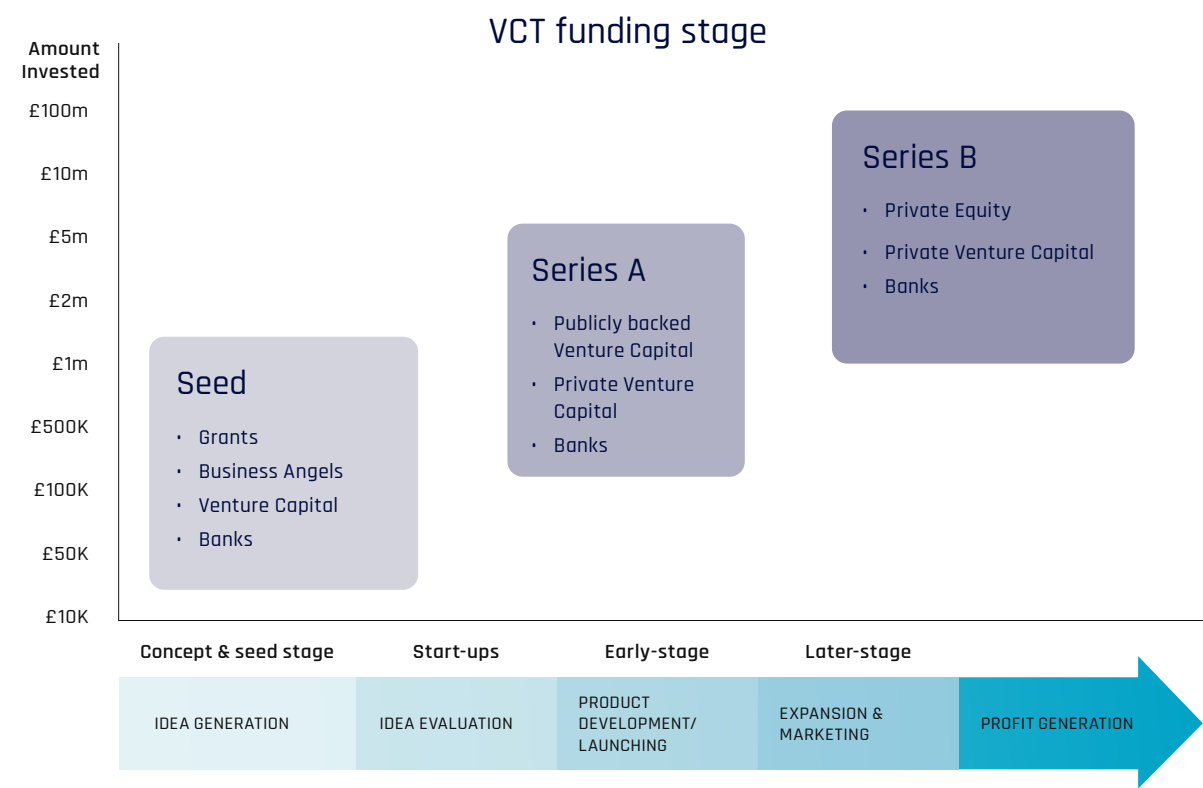 VCT funding stage
Amount
Invested
£100m
£10m
£5m
£2m
£1m
£500K
£100K
£50K
£10K
Seed
· Grants
· Business Angels
· Venture Capital
· Banks
Series A
· Publicly backed
Venture Capital
· Private Venture
Capital
· Banks
Series B
· Private Equity
· Private Venture Capital
· Banks
Concept & seed stage
Start-ups
Early-stage
Later-stage
IDEA GENERATION
IDEA EVALUATION
PRODUCT
DEVELOPMENT/
LAUNCHING
EXPANSION &
MARKETING
PROFIT GENERATION